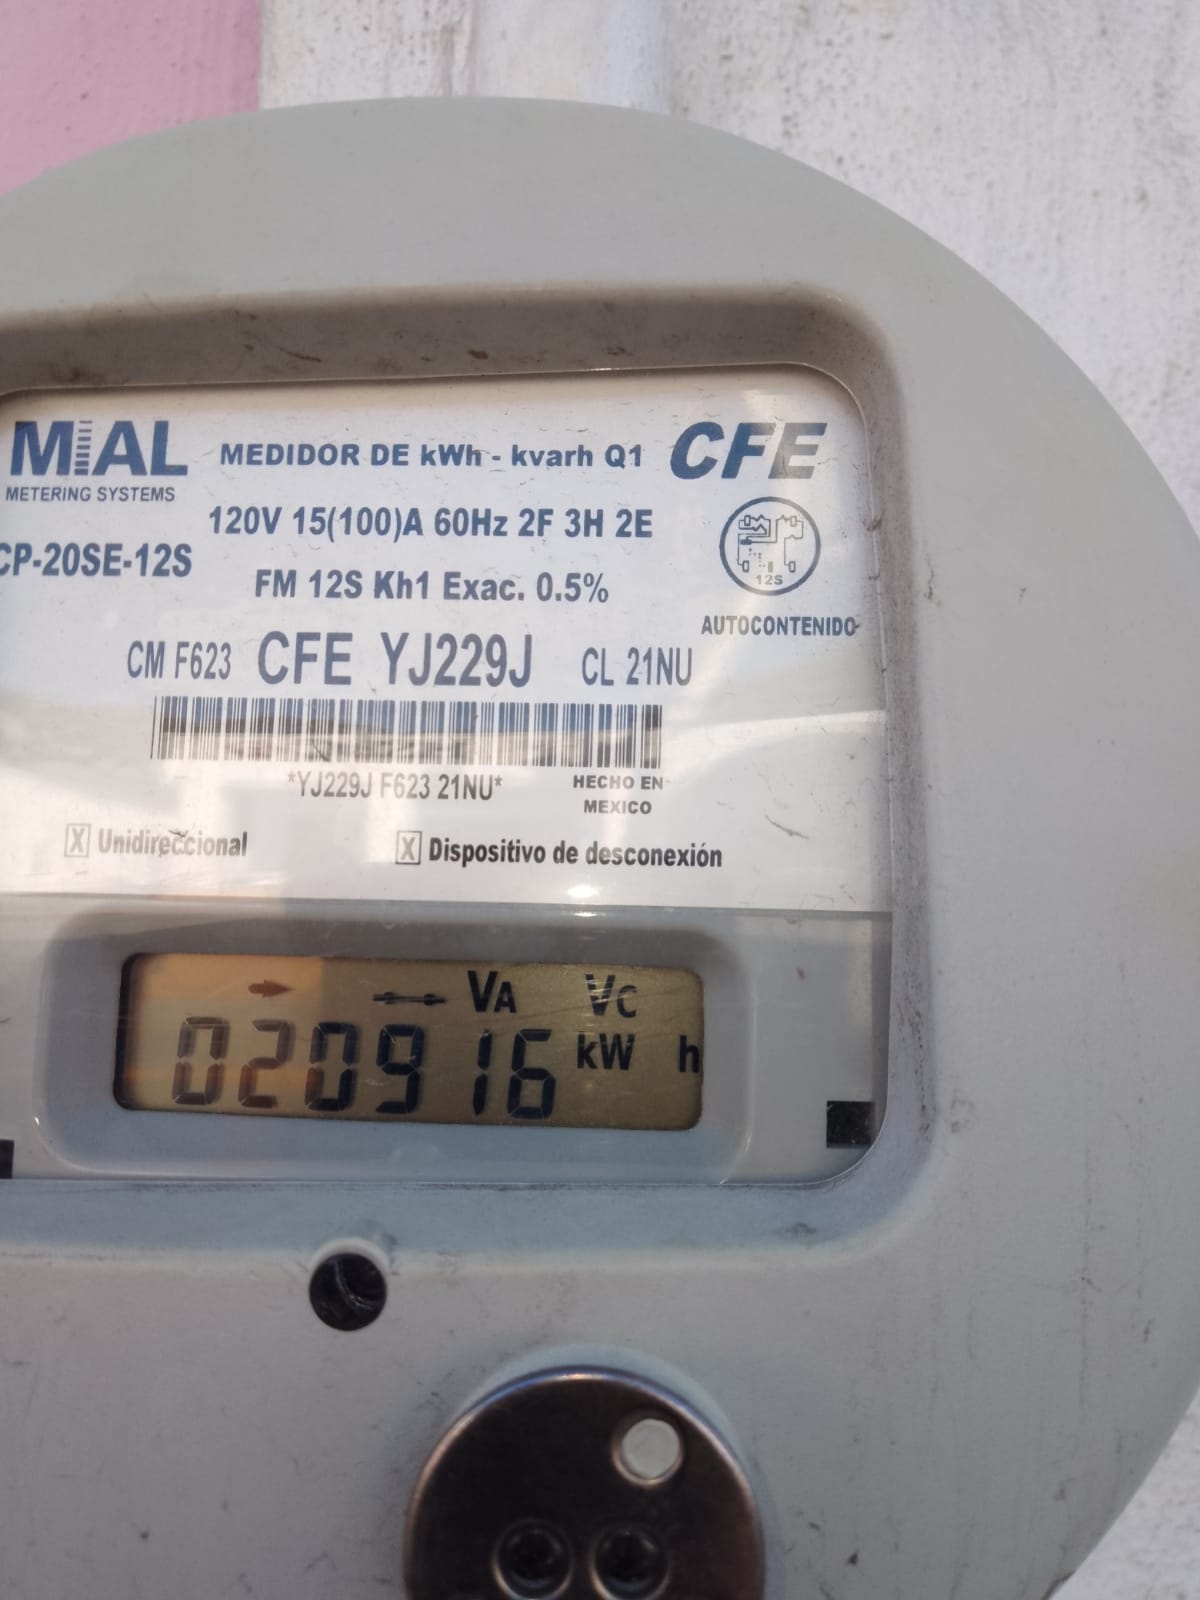 MIAL
METERING SYSTEMS
MEDIDOR DE kWh - kvarh Q1
CFE
120V 15(100)A 60Hz 2F 3H 2E
CP-20SE-12S
FM 12S Kh1 Exac. 0.5%
12S
AUTOCONTENIDO
CM F623 CFE YJ229J CL 21NU
*YJ229J F623 21NU*
HECHO EN
MEXICO
X Unidireccional
X Dispositivo de desconexión
VA VC
020916 kW h